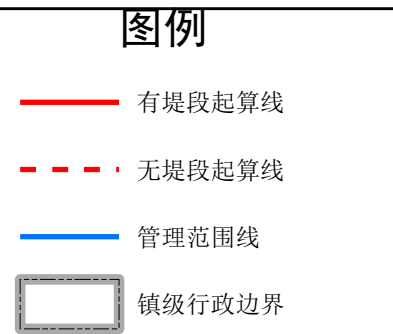 图例
有堤段起算线
无堤段起算线
管理范围线
镇级行政边界